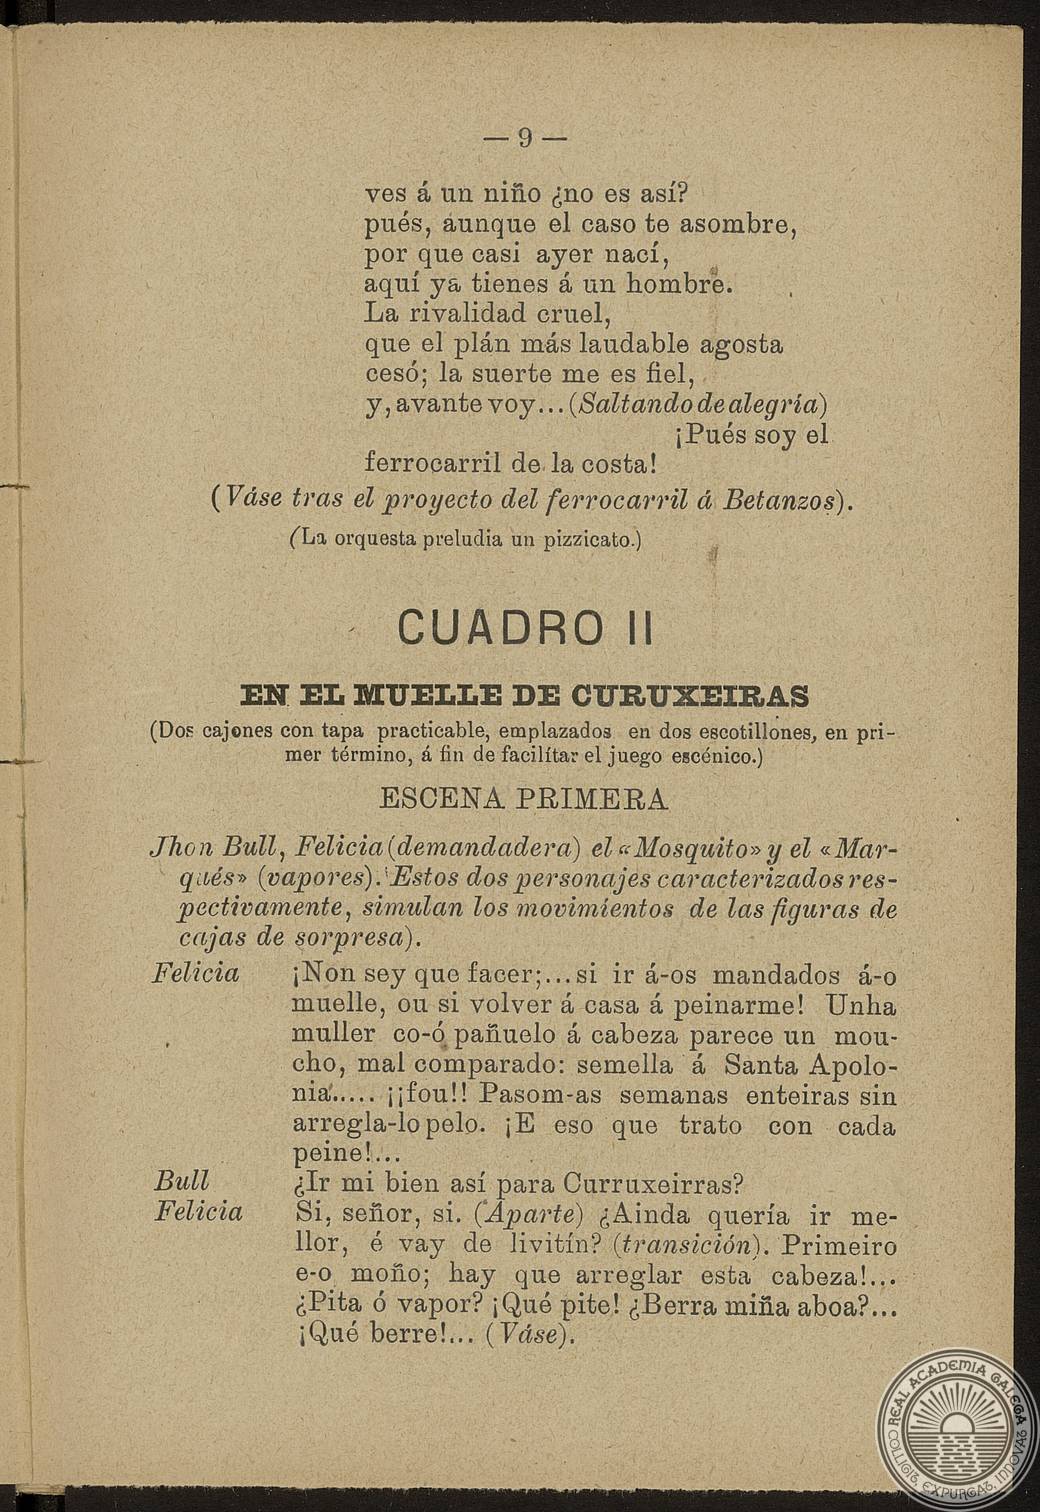 — 9 —
ves á un niño ¿no es así?
pués, aunque el caso te asombre,
por que casi ayer nací,
aquí ya tienes á un hombre.
La rivalidad cruel,
que el plán más laudable agosta
cesó; la suerte me es fiel,
y, avante voy... (Saltando de alegría)
¡Pués soy el
ferrocarril de la costa!
(Váse tras el proyecto del ferrocarril á Betanzos).
(La orquesta preludia un pizzicato.)
CUADRO II
EN EL MUELLE DE CURUXEIRAS
(Dos cajones con tapa practicable, emplazados en dos escotillones, en pri-
mer término, á fin de facilítar el juego escénico.)
ESCENA PRIMERA
Jhon Bull, Felicia (demandadera) el «Mosquito» y el «Mar-
qués» (vapores). Estos dos personajes caracterizados res-
pectivamente, simulan los movimíentos de las figuras de
cajas de sorpresa).
Felicia ¡Non sey que facer;... si ir á-os mandados á-o
muelle, ou si volver á casa á peinarme! Unha
muller co-ó pañuelo á cabeza parece un mou-
cho, mal comparado: semella á Santa Apolo-
nia..... ¡¡fou!! Pasom-as semanas enteiras sin
arregla-lo pelo. ¡E eso que trato con cada
peine!...
Bull ¿Ir mi bien así para Curruxeirras?
Felicia Si, señor, si. (Aparte) ¿Ainda quería ir me-
llor, é vay de livitín? (transición). Primeiro
e-o moño; hay que arreglar esta cabeza!...
¿Pita ó vapor? ¡Qué pite! ¿Berra miña aboa?...
¡Qué berre!... (Váse).
REAL ACADEMIA GALEGA
COLLIGIT, EXPURGAT, INNOVAT